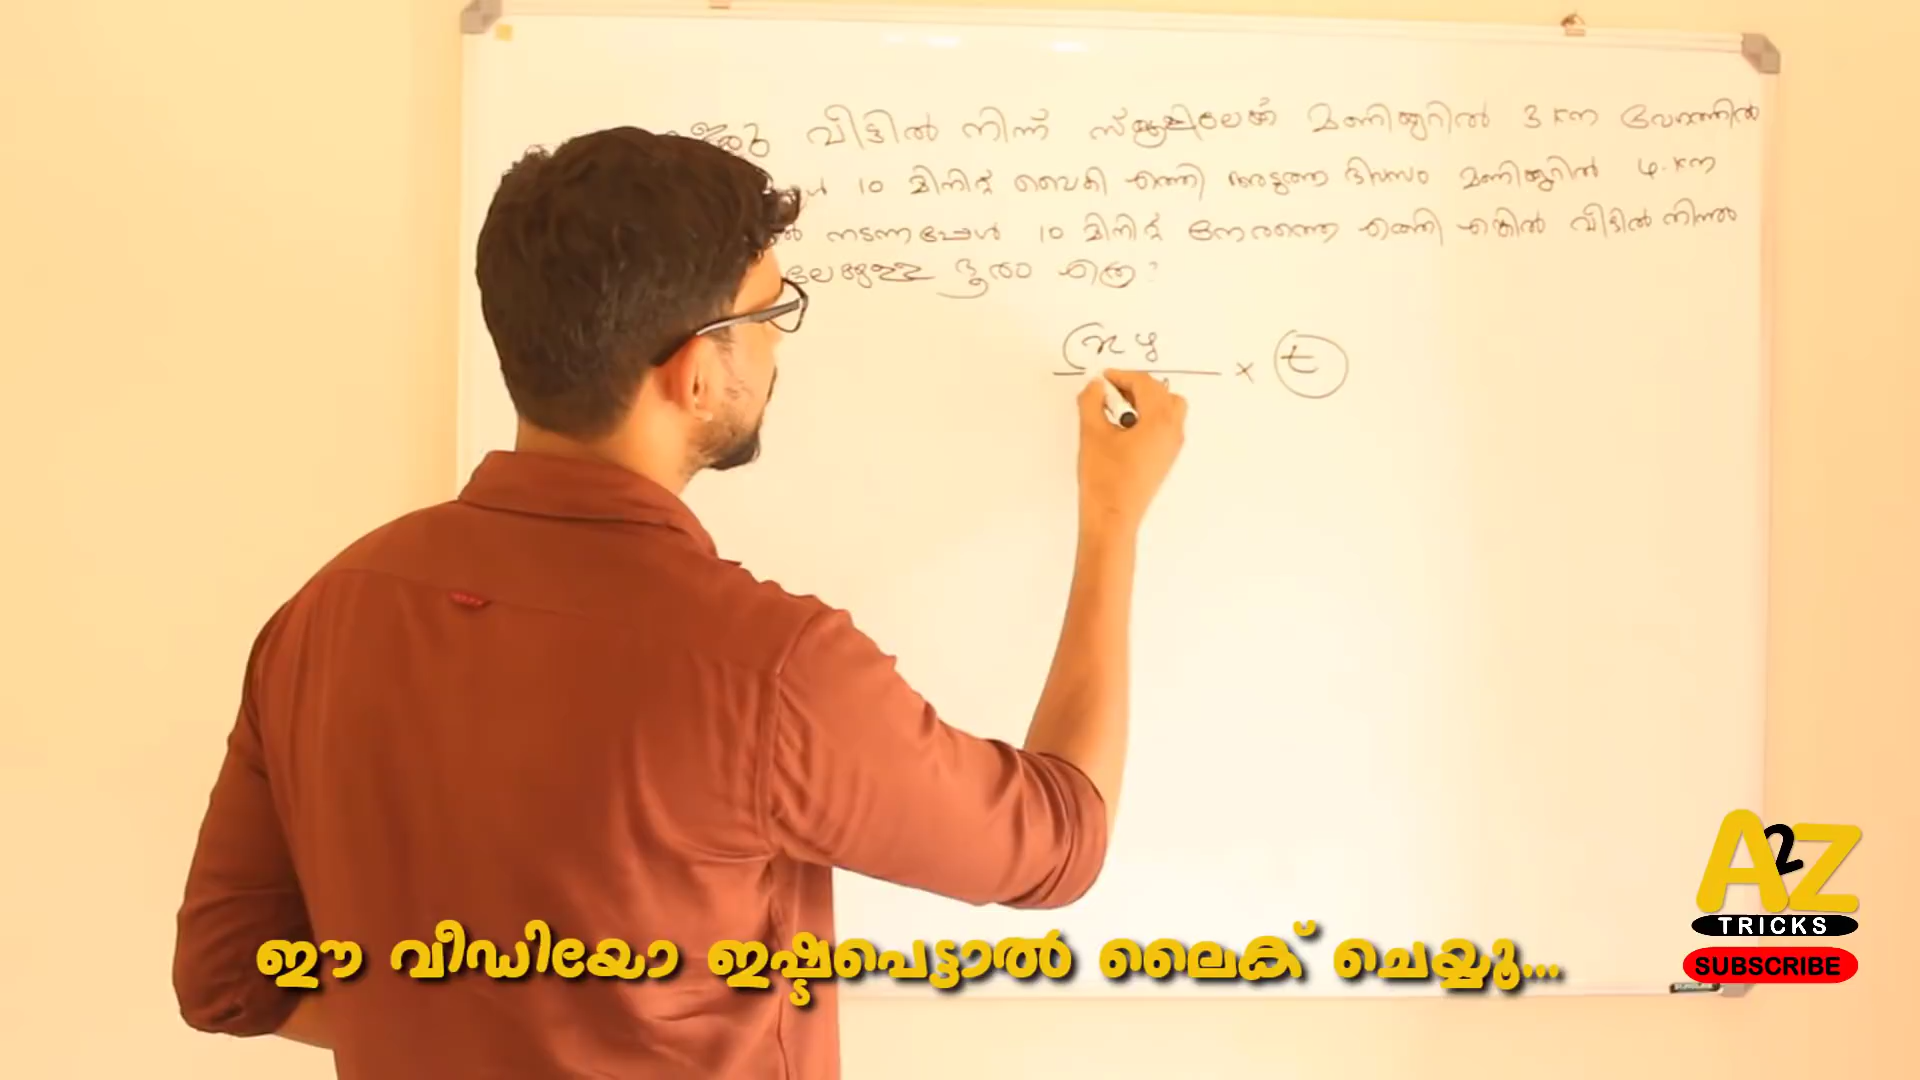 വീട്ടിൽ നിന്ന് സ്കൂളിലേക്ക് മണിക്കൂറിൽ 3 km വേഗത്തിൽ
10 മിനിറ്റ് വൈകി എത്തി അടുത്ത ദിവസം മണിക്കൂറിൽ 4 km
നടന്നപ്പോൾ 10 മിനിറ്റ് നേരത്തെ എത്തി എങ്കിൽ വീട്ടിൽ നിന്നും
ദൂരം എത്ര?
xy
× t
A2Z
TRICKS
SUBSCRIBE
ഈ വീഡിയോ ഇഷ്ടപെട്ടാൽ ലൈക് ചെയ്യൂ...